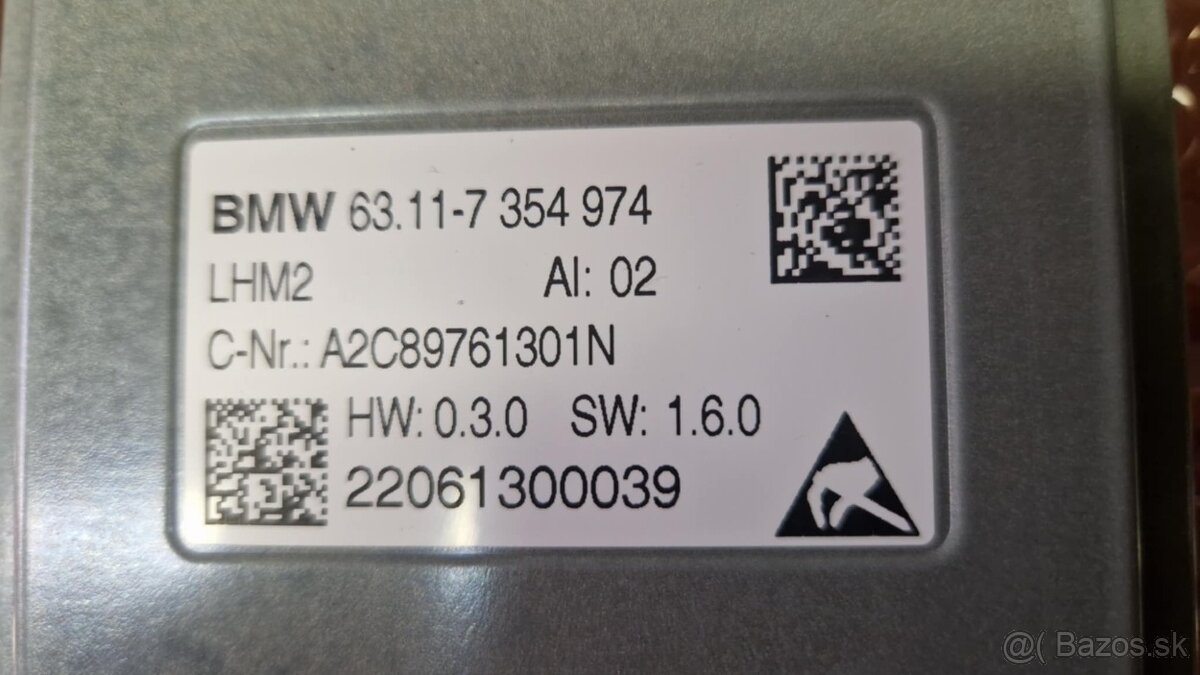 BMW 63.11-7 354 974
LHM2 AI: 02
C-Nr.: A2C89761301N
HW: 0.3.0 SW: 1.6.0
22061300039
@( Bazos.sk